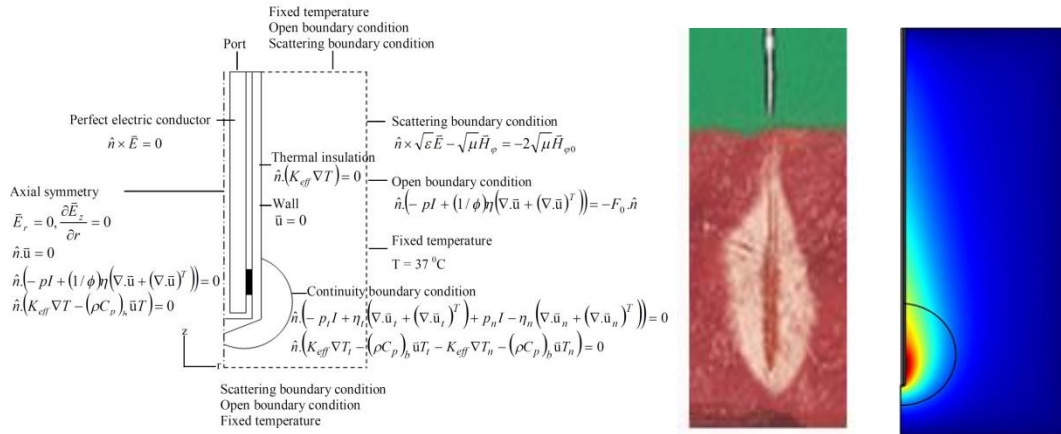 Fixed temperature
Open boundary condition
Scattering boundary condition
Port
Perfect electric conductor
n̂ × Ē = 0
Axial symmetry
Ē_r = 0, ∂Ē_z/∂r = 0
n̂.ū = 0
n̂.(- pI + (1/ϕ)η(∇.ū + (∇.ū)^T)) = 0
n̂.(K_eff ∇T - (ρC_p)_b ūT) = 0
Thermal insulation
n̂.(K_eff ∇T) = 0
Wall
ū = 0
Scattering boundary condition
n̂ × √ε Ē - √μ H̄_φ = -2√μ H̄_φ0
Open boundary condition
n̂.(- pI + (1/ϕ)η(∇.ū + (∇.ū)^T)) = -F_0.n̂
Fixed temperature
T = 37 ⁰C
Continuity boundary condition
n̂.(- p_t I + η_t(∇.ū_t + (∇.ū_t)^T) + p_n I - η_n(∇.ū_n + (∇.ū_n)^T)) = 0
n̂.(K_eff ∇T_t - (ρC_p)_b ūT_t - K_eff ∇T_n - (ρC_p)_b ūT_n) = 0
z
r
Scattering boundary condition
Open boundary condition
Fixed temperature